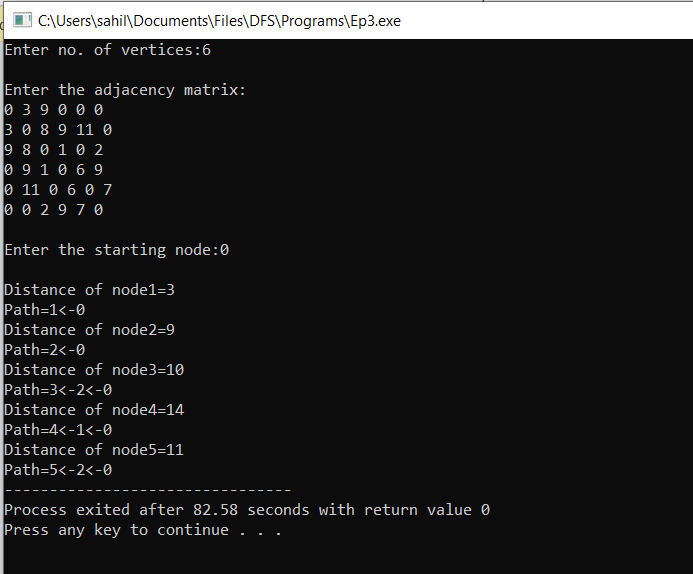 C:\Users\sahil\Documents\Files\DFS\Programs\Ep3.exe
Enter no. of vertices:6
Enter the adjacency matrix:
0 3 9 0 0 0
3 0 8 9 11 0
9 8 0 1 0 2
0 9 1 0 6 9
0 11 0 6 0 7
0 0 2 9 7 0
Enter the starting node:0
Distance of node1=3
Path=1<-0
Distance of node2=9
Path=2<-0
Distance of node3=10
Path=3<-2<-0
Distance of node4=14
Path=4<-1<-0
Distance of node5=11
Path=5<-2<-0
--------------------------------
Process exited after 82.58 seconds with return value 0
Press any key to continue . . .